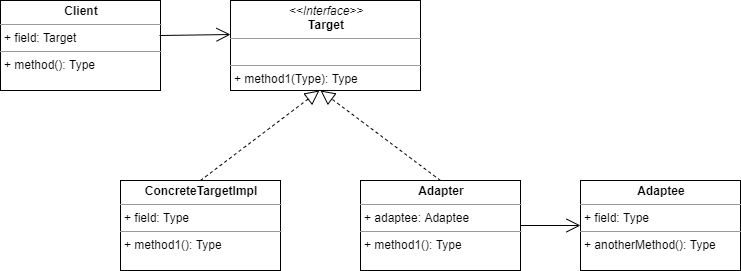 Client
+ field: Target
+ method(): Type
<<Interface>>
Target
+ method1(Type): Type
ConcreteTargetImpl
+ field: Type
+ method1(): Type
Adapter
+ adaptee: Adaptee
+ method1(): Type
Adaptee
+ field: Type
+ anotherMethod(): Type